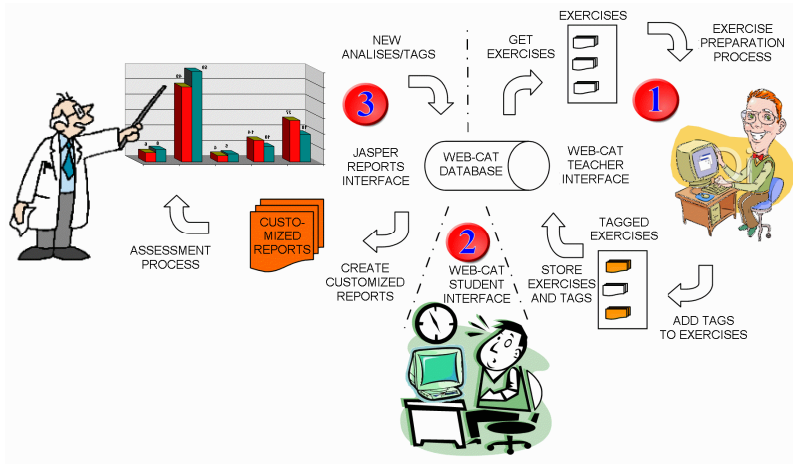 EXERCISES
NEW
ANALISES/TAGS
GET
EXERCISES
EXERCISE
PREPARATION
PROCESS
3
1
JASPER
REPORTS
INTERFACE
WEB-CAT
DATABASE
WEB-CAT
TEACHER
INTERFACE
CUSTO-
MIZED
REPORTS
ASSESSMENT
PROCESS
CREATE
CUSTOMIZED
REPORTS
2
WEB-CAT
STUDENT
INTERFACE
TAGGED
EXERCISES
STORE
EXERCISES
AND TAGS
ADD TAGS
TO EXERCISES